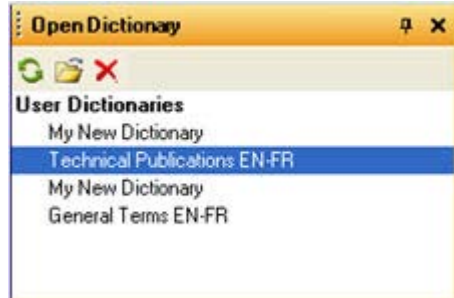 Open Dictionary
User Dictionaries
My New Dictionary
Technical Publications EN-FR
My New Dictionary
General Terms EN-FR